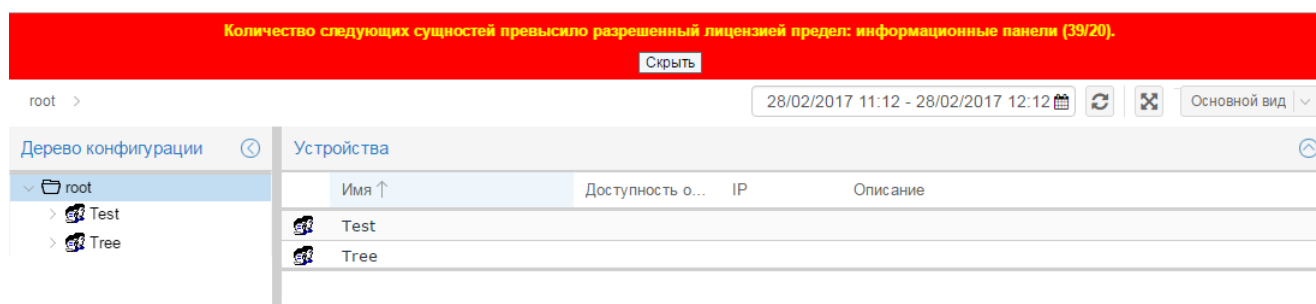 Количество следующих сущностей превысило разрешенный лицензией предел: информационные панели (39/20).
Скрыть
root >
28/02/2017 11:12 - 28/02/2017 12:12
Основной вид
Дерево конфигурации
Устройства
root
Test
Tree
Имя ↑ Доступность о... IP Описание
Test
Tree